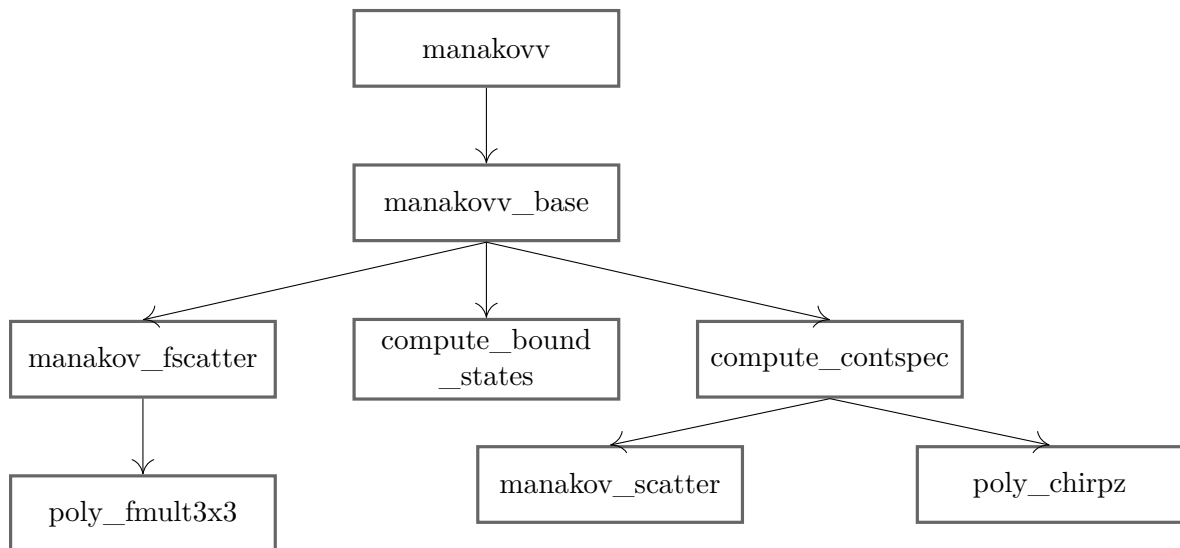 manakovv
manakovv_base
manakov_fscatter
compute_bound
_states
compute_contspec
poly_fmult3x3
manakov_scatter
poly_chirpz